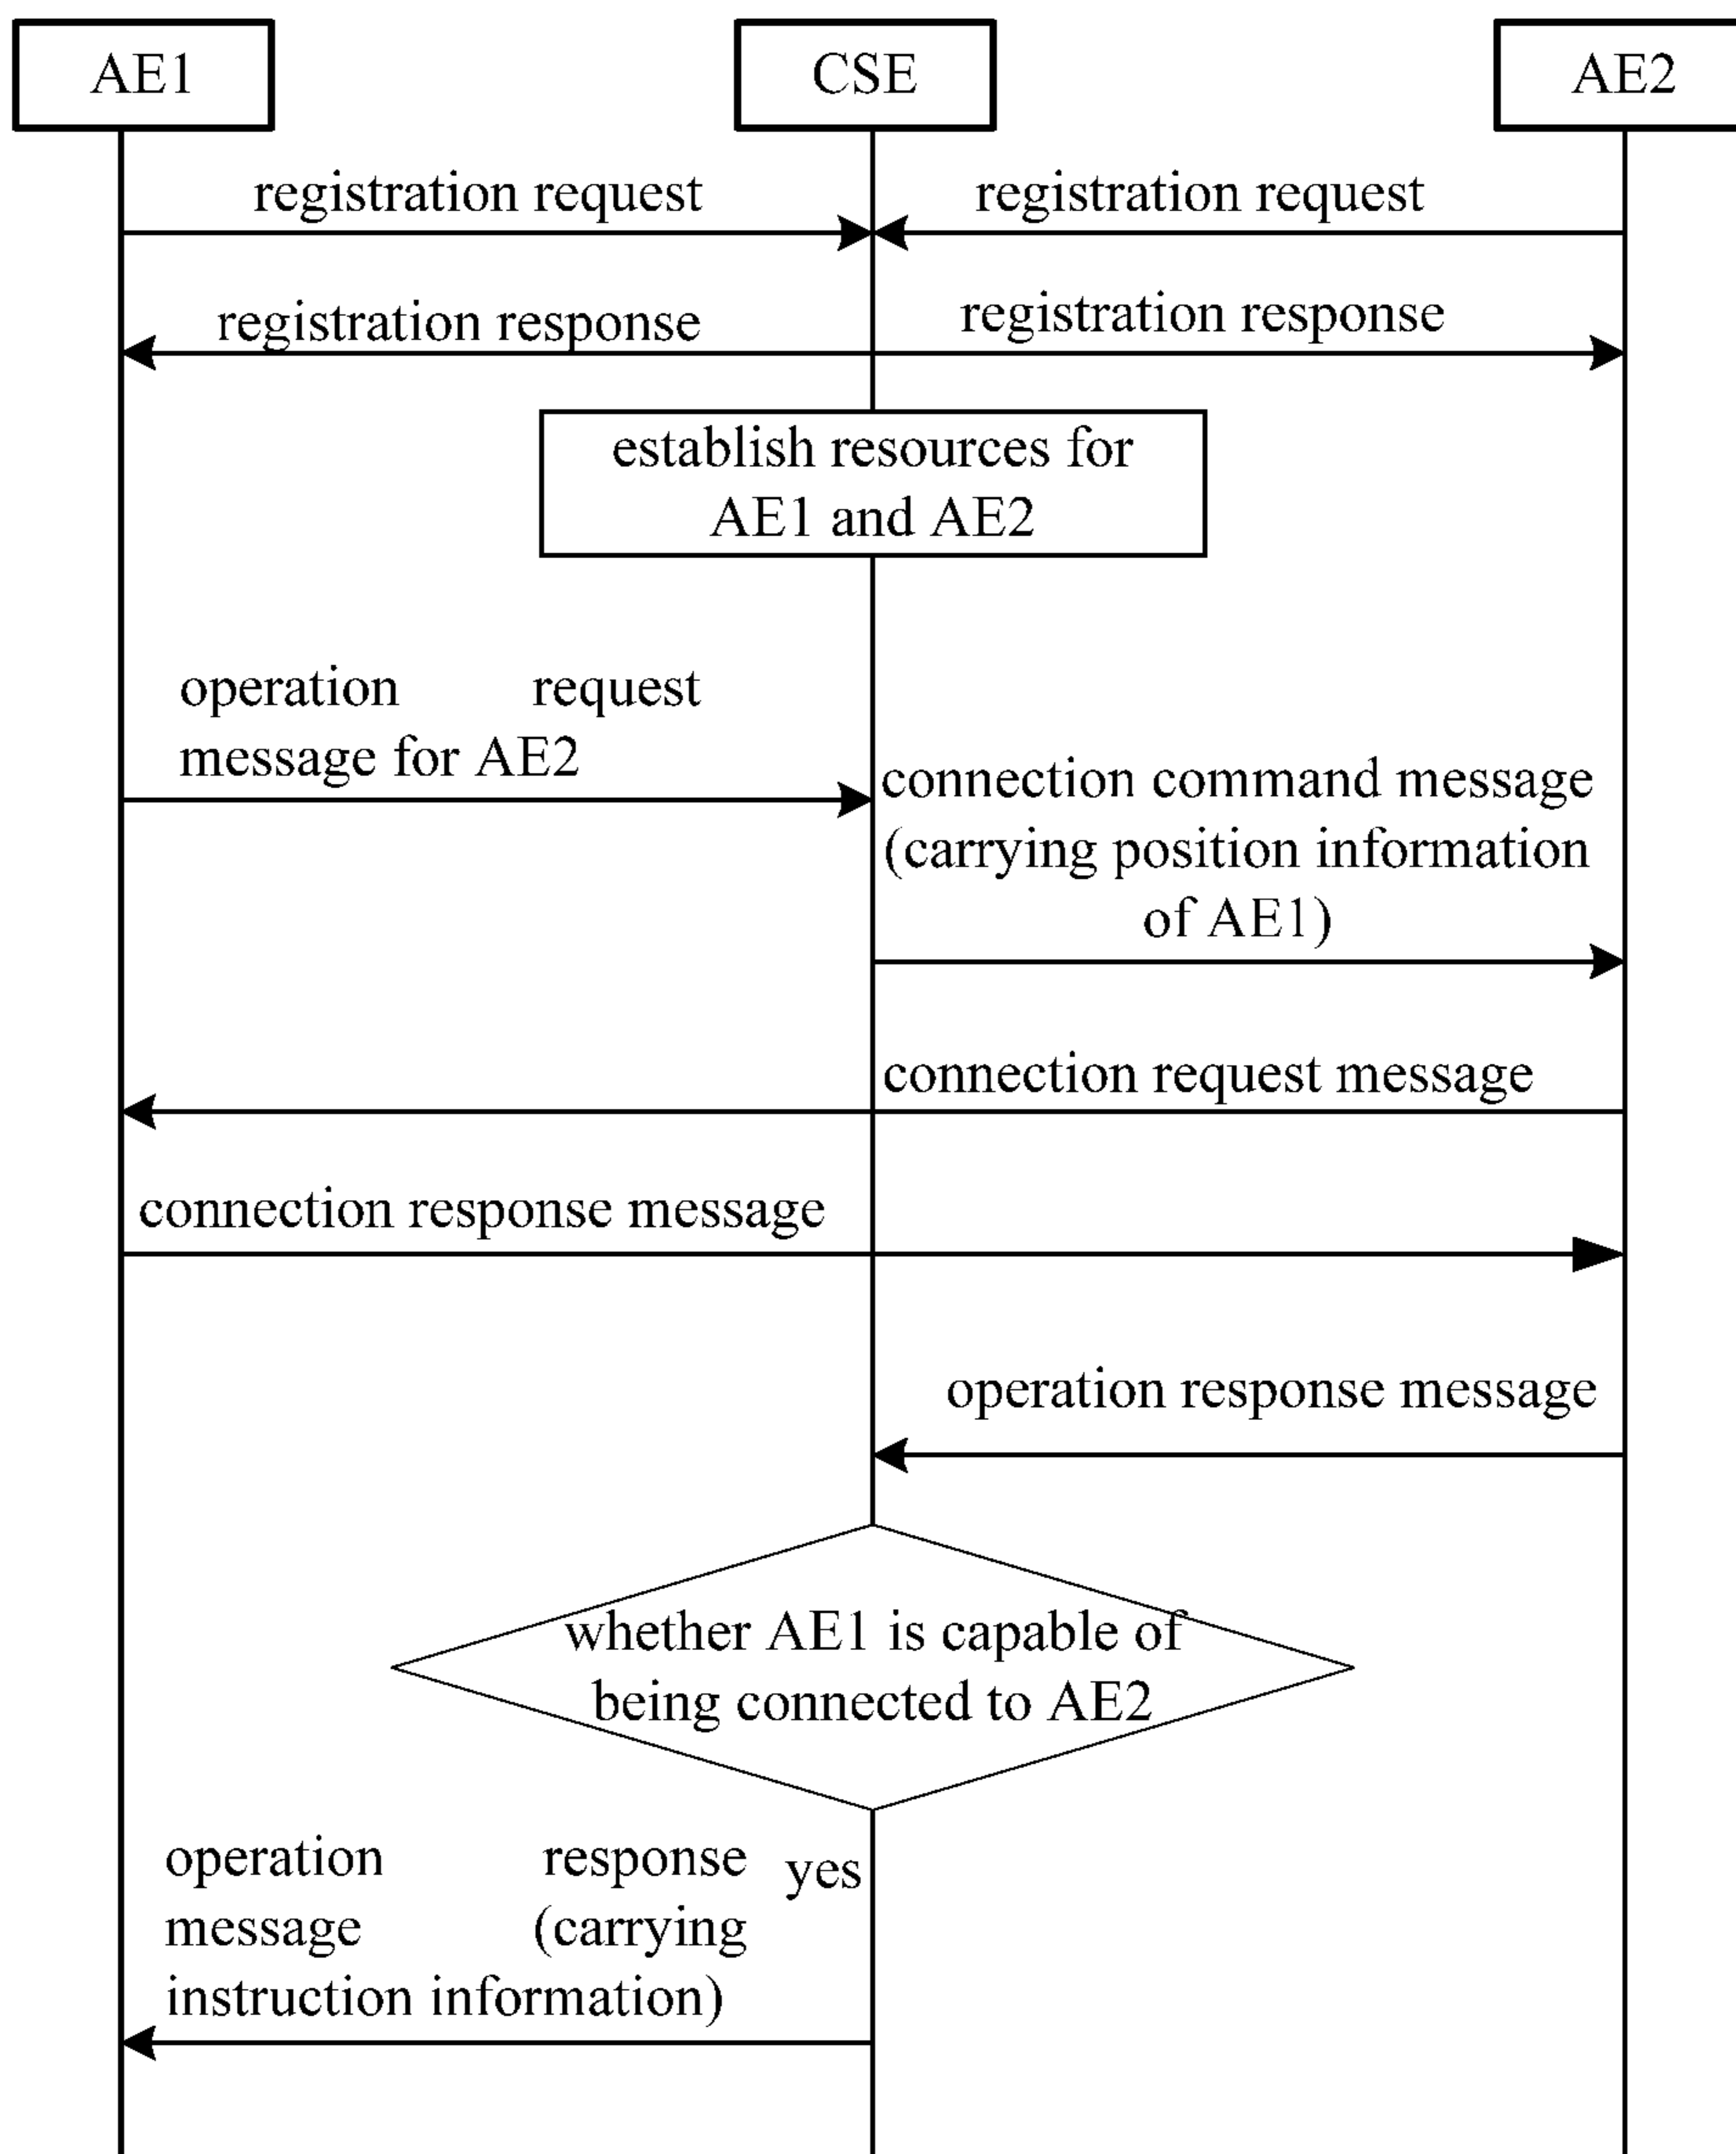 AE1
CSE
AE2
registration request
registration request
registration response
registration response
establish resources for
AE1 and AE2
operation request
message for AE2
connection command message
(carrying position information
of AE1)
connection request message
connection response message
operation response message
whether AE1 is capable of
being connected to AE2
yes
operation response
message (carrying
instruction information)